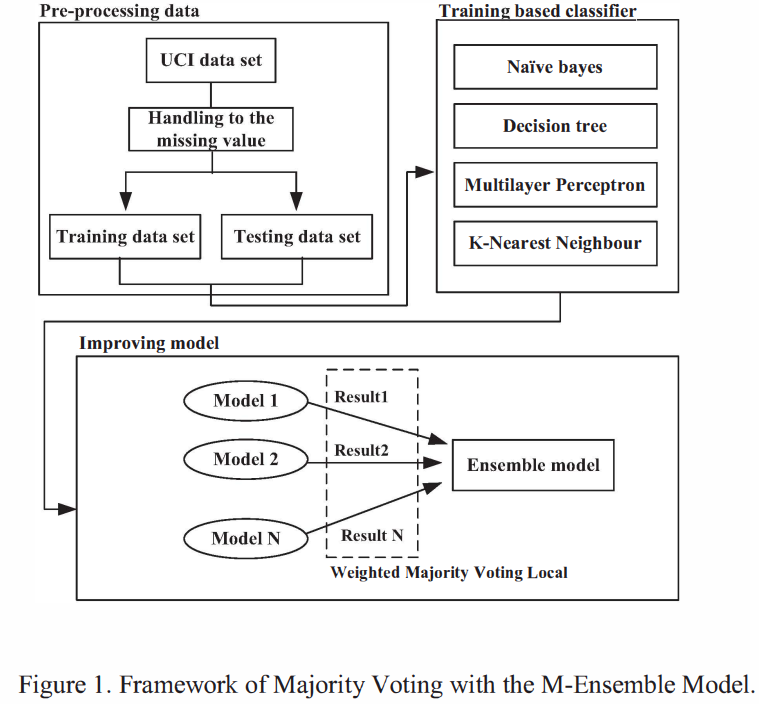 Pre-processing data
UCI data set
Handling to the
missing value
Training data set
Testing data set
Training based classifier
Naïve bayes
Decision tree
Multilayer Perceptron
K-Nearest Neighbour
Improving model
Model 1
Result1
Model 2
Result2
Ensemble model
Model N
Result N
Weighted Majority Voting Local
Figure 1. Framework of Majority Voting with the M-Ensemble Model.